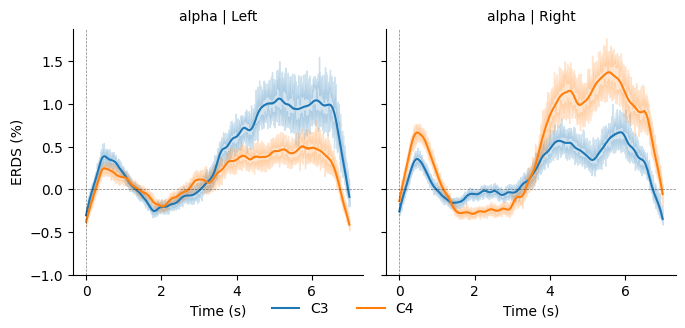 alpha | Left
alpha | Right
ERDS (%)
1.5
1.0
0.5
0.0
−0.5
−1.0
0 2 4 6
0 2 4 6
Time (s)
Time (s)
C3 C4